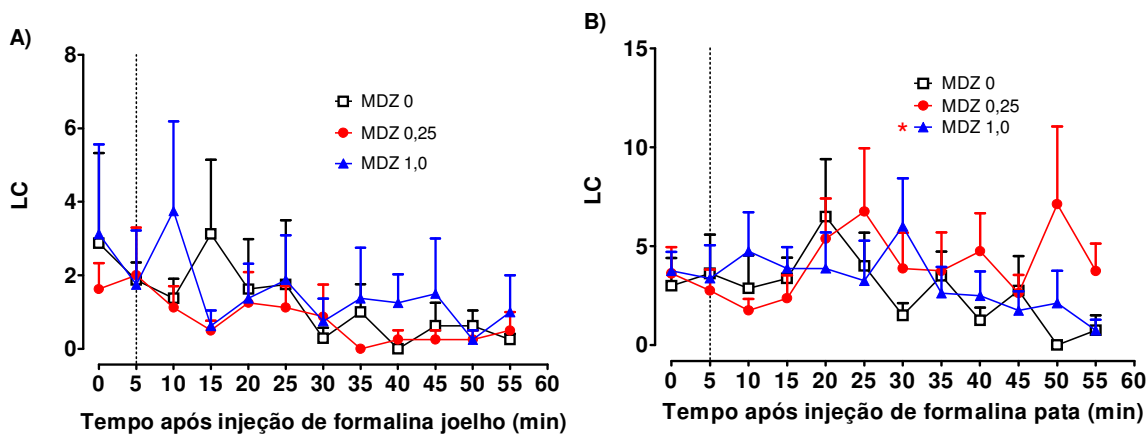 A)
8
6
4
2
0
LC
MDZ 0
MDZ 0,25
MDZ 1,0
0 5 10 15 20 25 30 35 40 45 50 55 60
Tempo após injeção de formalina joelho (min)
B)
15
10
5
0
LC
MDZ 0
MDZ 0,25
* MDZ 1,0
0 5 10 15 20 25 30 35 40 45 50 55 60
Tempo após injeção de formalina pata (min)